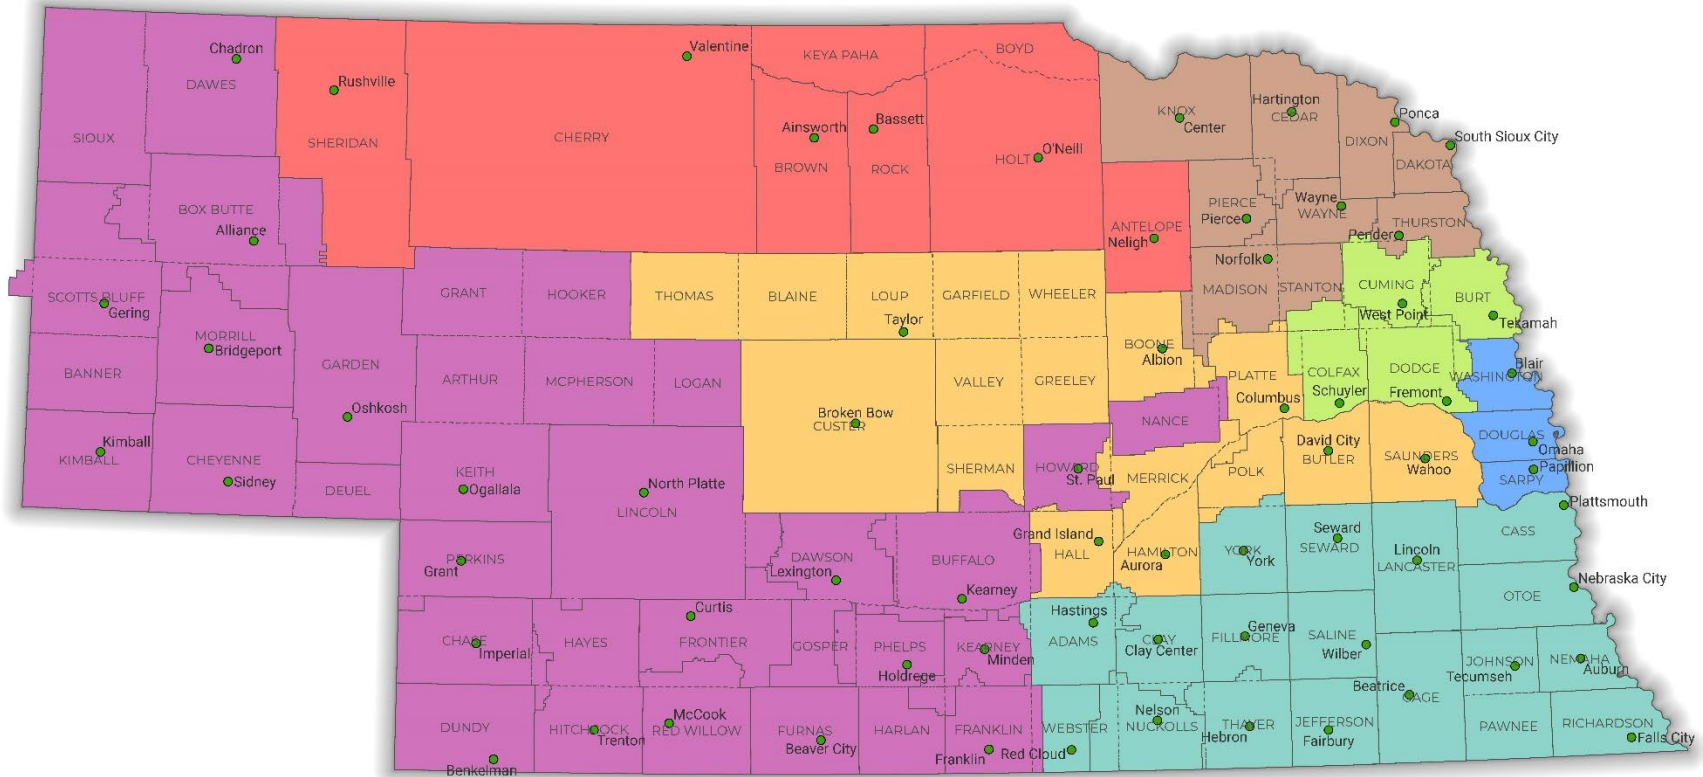 Chadron
DAWES
Rushville
Valentine
KEYA PAHA
BOYD
SIOUX
SHERIDAN
CHERRY
Ainsworth
BROWN
Bassett
ROCK
O'Neill
HOLT
KNOX
Center
Hartington
CEDAR
Ponca
DIXON
South Sioux City
DAKOTA
BOX BUTTE
Alliance
ANTELOPE
Neligh
PIERCE
Pierce
Wayne
WAYNE
THURSTON
Pender
Norfolk
MADISON
STANTON
CUMING
West Point
BURT
Tekamah
SCOTTS BLUFF
Gering
MORRILL
Bridgeport
GARDEN
GRANT
HOOKER
THOMAS
BLAINE
LOUP
Taylor
GARFIELD
WHEELER
BOONE
Albion
PLATTE
Columbus
COLFAX
Schuyler
DODGE
Fremont
Blair
WASHINGTON
BANNER
Oshkosh
ARTHUR
MCPHERSON
LOGAN
Broken Bow
CUSTER
VALLEY
GREELEY
NANCE
David City
BUTLER
SAUNDERS
Wahoo
DOUGLAS
Omaha
Papillion
SARPY
Plattsmouth
Kimball
KIMBALL
CHEYENNE
Sidney
DEUEL
KEITH
Ogallala
North Platte
LINCOLN
SHERMAN
HOWARD
St. Paul
MERRICK
POLK
PERKINS
Grant
DAWSON
Lexington
BUFFALO
Kearney
Grand Island
HALL
HAMILTON
Aurora
YORK
York
Seward
SEWARD
Lincoln
LANCASTER
CASS
Nebraska City
OTOE
CHASE
Imperial
HAYES
Curtis
FRONTIER
GOSPER
PHELPS
Holdrege
KEARNEY
Minden
Hastings
ADAMS
CLAY
Clay Center
Geneva
FILLMORE
SALINE
Wilber
JOHNSON
Tecumseh
NEMAHA
Auburn
DUNDY
Benkelman
HITCHCOCK
Trenton
McCook
RED WILLOW
FURNAS
Beaver City
HARLAN
FRANKLIN
Franklin
WEBSTER
Red Cloud
Nelson
NUCKOLLS
THAYER
Hebron
JEFFERSON
Fairbury
Beatrice
GAGE
PAWNEE
RICHARDSON
Falls City